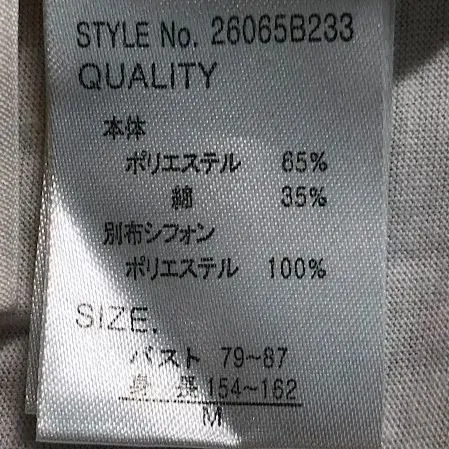 STYLE No. 26065B233
QUALITY
本体
ポリエステル 65%
綿 35%
別布シフォン
ポリエステル 100%
SIZE.
バスト 79~87
身 長 154~162
M